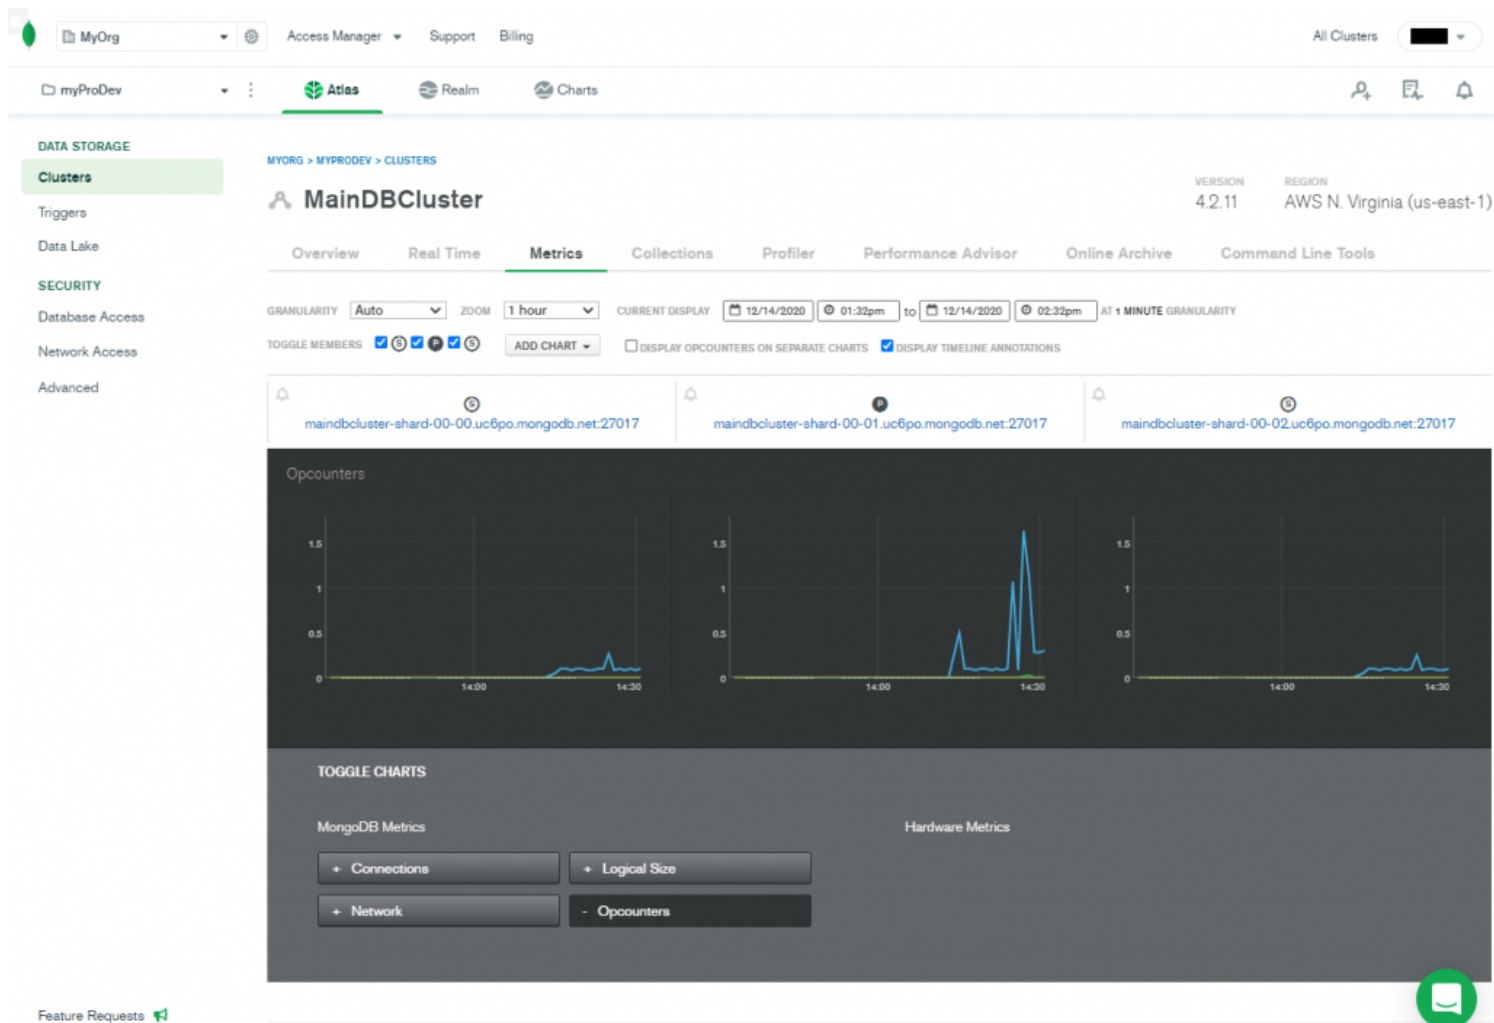 MyOrg Access Manager Support Billing All Clusters
myProDev Atlas Realm Charts
DATA STORAGE
Clusters
Triggers
Data Lake
SECURITY
Database Access
Network Access
Advanced
Feature Requests
MYORG > MYPRODEV > CLUSTERS
MainDBCluster
VERSION
4.2.11
REGION
AWS N. Virginia (us-east-1)
Overview Real Time Metrics Collections Profiler Performance Advisor Online Archive Command Line Tools
GRANULARITY Auto ZOOM 1 hour CURRENT DISPLAY 12/14/2020 01:32pm to 12/14/2020 02:32pm AT 1 MINUTE GRANULARITY
TOGGLE MEMBERS S P S ADD CHART DISPLAY OPCOUNTERS ON SEPARATE CHARTS DISPLAY TIMELINE ANNOTATIONS
S
maindbcluster-shard-00-00.uc6po.mongodb.net:27017
P
maindbcluster-shard-00-01.uc6po.mongodb.net:27017
S
maindbcluster-shard-00-02.uc6po.mongodb.net:27017
Opcounters
1.5
1
0.5
0
14:00 14:30
1.5
1
0.5
0
14:00 14:30
1.5
1
0.5
0
14:00 14:30
TOGGLE CHARTS
MongoDB Metrics Hardware Metrics
+ Connections + Logical Size
+ Network - Opcounters